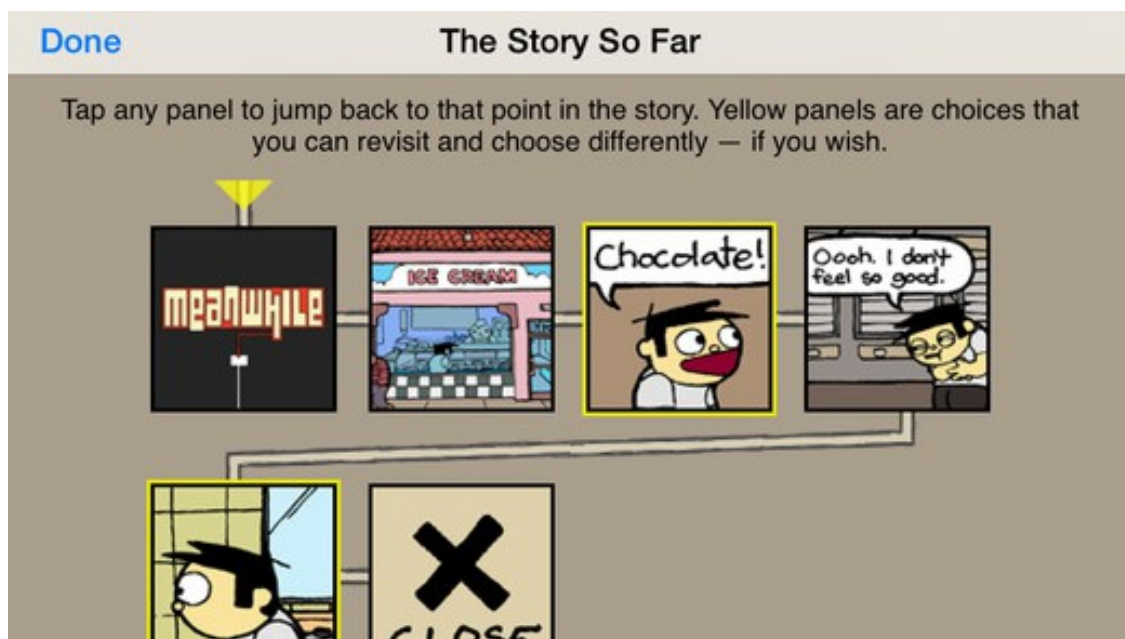 Done
The Story So Far
Tap any panel to jump back to that point in the story. Yellow panels are choices that
you can revisit and choose differently — if you wish.
meanwhile
ICE CREAM
Chocolate!
Oooh. I don't
feel so good.
CLOSE